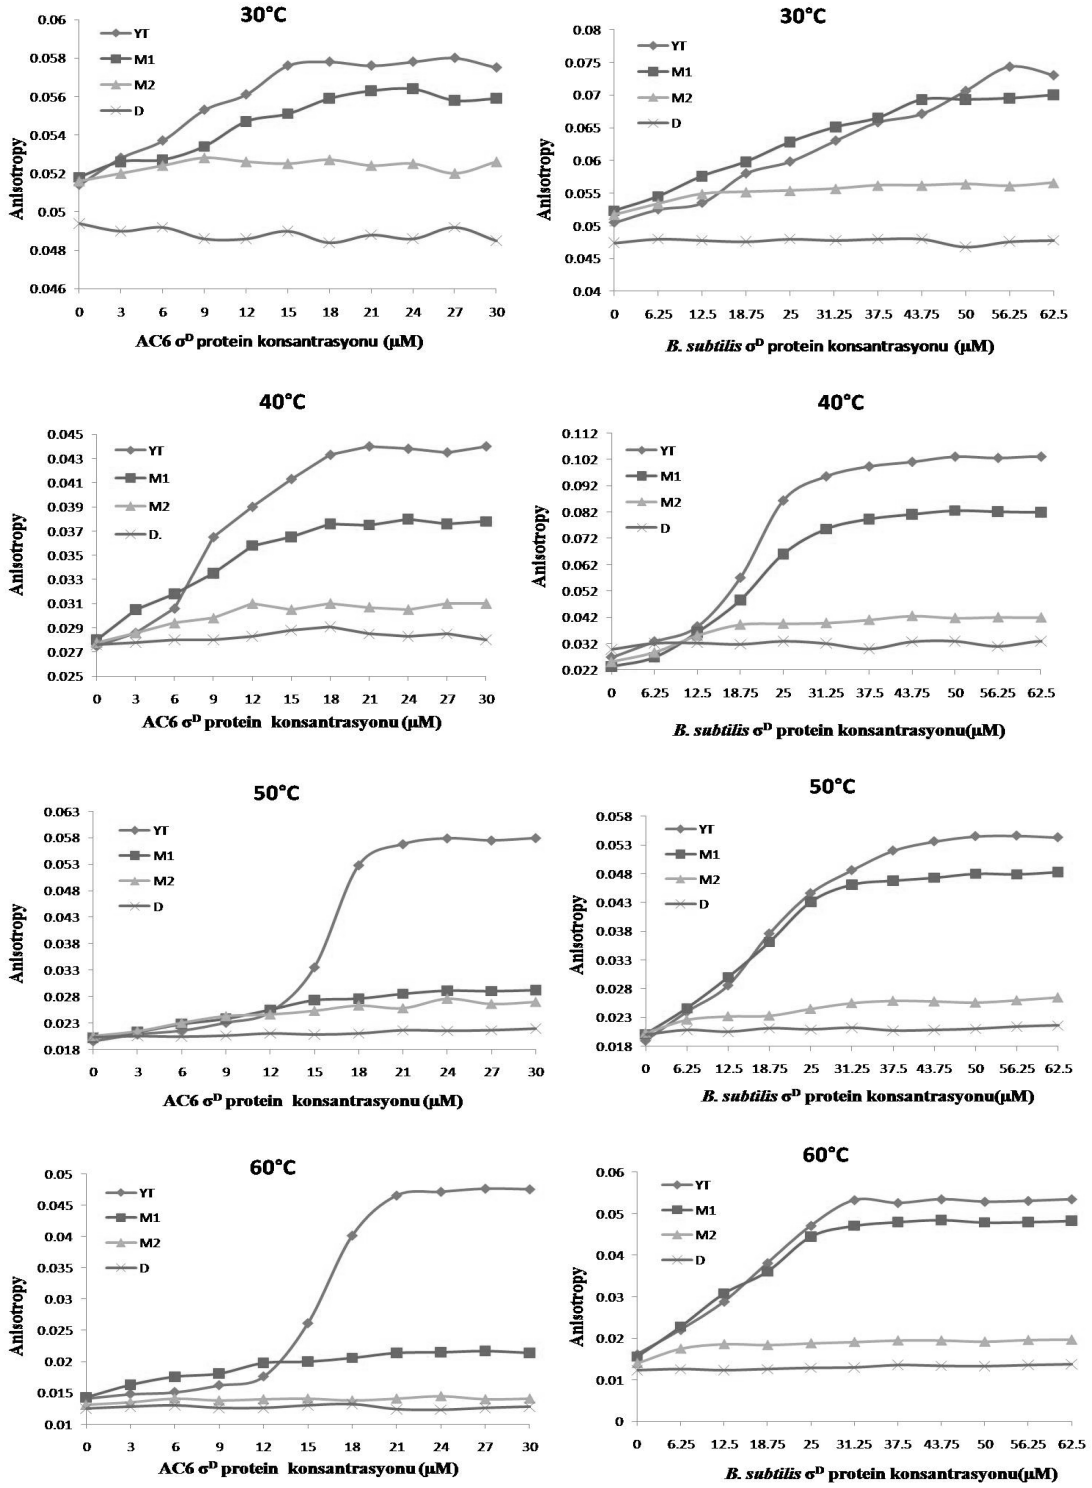 30°C
0.06
0.058
0.056
0.054
0.052
0.05
0.048
0.046
Anisotropy
YT
M1
M2
D
0 3 6 9 12 15 18 21 24 27 30
AC6 σᴰ protein konsantrasyonu (µM)
30°C
0.08
0.075
0.07
0.065
0.06
0.055
0.05
0.045
0.04
Anisotropy
YT
M1
M2
D
0 6.25 12.5 18.75 25 31.25 37.5 43.75 50 56.25 62.5
B. subtilis σᴰ protein konsantrasyonu (µM)
40°C
0.045
0.043
0.041
0.039
0.037
0.035
0.033
0.031
0.029
0.027
0.025
Anisotropy
YT
M1
M2
D.
0 3 6 9 12 15 18 21 24 27 30
AC6 σᴰ protein konsantrasyonu (µM)
40°C
0.112
0.102
0.092
0.082
0.072
0.062
0.052
0.042
0.032
0.022
Anisotropy
YT
M1
M2
D
0 6.25 12.5 18.75 25 31.25 37.5 43.75 50 56.25 62.5
B. subtilis σᴰ protein konsantrasyonu(µM)
50°C
0.063
0.058
0.053
0.048
0.043
0.038
0.033
0.028
0.023
0.018
Anisotropy
YT
M1
M2
D
0 3 6 9 12 15 18 21 24 27 30
AC6 σᴰ protein konsantrasyonu (µM)
50°C
0.058
0.053
0.048
0.043
0.038
0.033
0.028
0.023
0.018
Anisotropy
YT
M1
M2
D
0 6.25 12.5 18.75 25 31.25 37.5 43.75 50 56.25 62.5
B. subtilis σᴰ protein konsantrasyonu(µM)
60°C
0.05
0.045
0.04
0.035
0.03
0.025
0.02
0.015
0.01
Anisotropy
YT
M1
M2
D
0 3 6 9 12 15 18 21 24 27 30
AC6 σᴰ protein konsantrasyonu (µM)
60°C
0.06
0.05
0.04
0.03
0.02
0.01
0
Anisotropy
YT
M1
M2
D
0 6.25 12.5 18.75 25 31.25 37.5 43.75 50 56.25 62.5
B. subtilis σᴰ protein konsantrasyonu(µM)